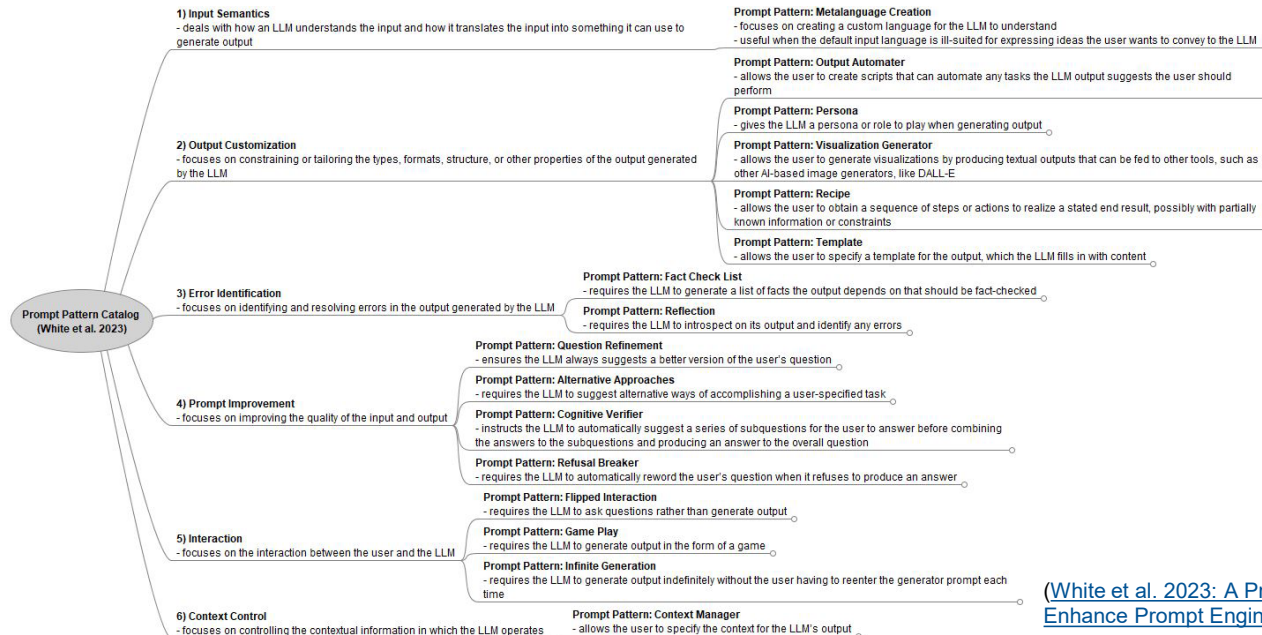 1) Input Semantics
- deals with how an LLM understands the input and how it translates the input into something it can use to
generate output
Prompt Pattern: Metalanguage Creation
- focuses on creating a custom language for the LLM to understand
- useful when the default input language is ill-suited for expressing ideas the user wants to convey to the LLM
2) Output Customization
- focuses on constraining or tailoring the types, formats, structure, or other properties of the output generated
by the LLM
Prompt Pattern: Output Automater
- allows the user to create scripts that can automate any tasks the LLM output suggests the user should
perform
Prompt Pattern: Persona
- gives the LLM a persona or role to play when generating output
Prompt Pattern: Visualization Generator
- allows the user to generate visualizations by producing textual outputs that can be fed to other tools, such as
other AI-based image generators, like DALL-E
Prompt Pattern: Recipe
- allows the user to obtain a sequence of steps or actions to realize a stated end result, possibly with partially
known information or constraints
Prompt Pattern: Template
- allows the user to specify a template for the output, which the LLM fills in with content
Prompt Pattern Catalog
(White et al. 2023)
3) Error Identification
- focuses on identifying and resolving errors in the output generated by the LLM
Prompt Pattern: Fact Check List
- requires the LLM to generate a list of facts the output depends on that should be fact-checked
Prompt Pattern: Reflection
- requires the LLM to introspect on its output and identify any errors
4) Prompt Improvement
- focuses on improving the quality of the input and output
Prompt Pattern: Question Refinement
- ensures the LLM always suggests a better version of the user's question
Prompt Pattern: Alternative Approaches
- requires the LLM to suggest alternative ways of accomplishing a user-specified task
Prompt Pattern: Cognitive Verifier
- instructs the LLM to automatically suggest a series of subquestions for the user to answer before combining
the answers to the subquestions and producing an answer to the overall question
Prompt Pattern: Refusal Breaker
- requires the LLM to automatically reword the user's question when it refuses to produce an answer
5) Interaction
- focuses on the interaction between the user and the LLM
Prompt Pattern: Flipped Interaction
- requires the LLM to ask questions rather than generate output
Prompt Pattern: Game Play
- requires the LLM to generate output in the form of a game
Prompt Pattern: Infinite Generation
- requires the LLM to generate output indefinitely without the user having to reenter the generator prompt each
time
6) Context Control
- focuses on controlling the contextual information in which the LLM operates
Prompt Pattern: Context Manager
- allows the user to specify the context for the LLM's output
(White et al. 2023: A
Enhance Prompt